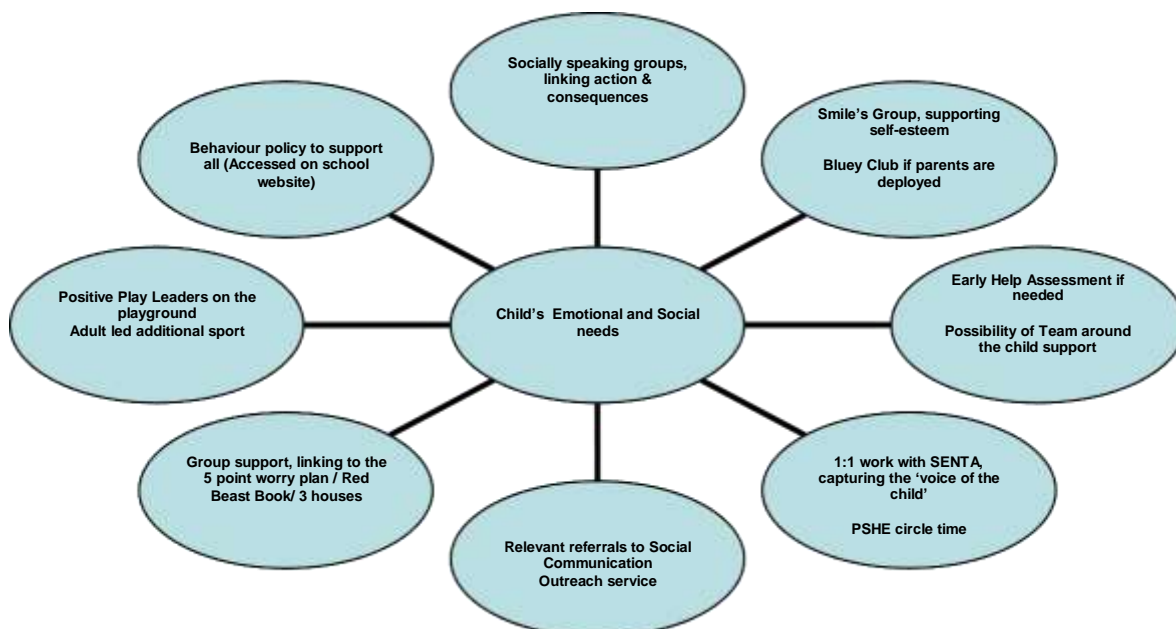 Socially speaking groups,
linking action &
consequences
Smile's Group, supporting
self-esteem
Bluey Club if parents are
deployed
Early Help Assessment if
needed
Possibility of Team around
the child support
1:1 work with SENTA,
capturing the ‘voice of the
child’
PSHE circle time
Relevant referrals to Social
Communication
Outreach service
Group support, linking to the
5 point worry plan / Red
Beast Book/ 3 houses
Positive Play Leaders on the
playground
Adult led additional sport
Behaviour policy to support
all (Accessed on school
website)
Child's  Emotional and Social
needs